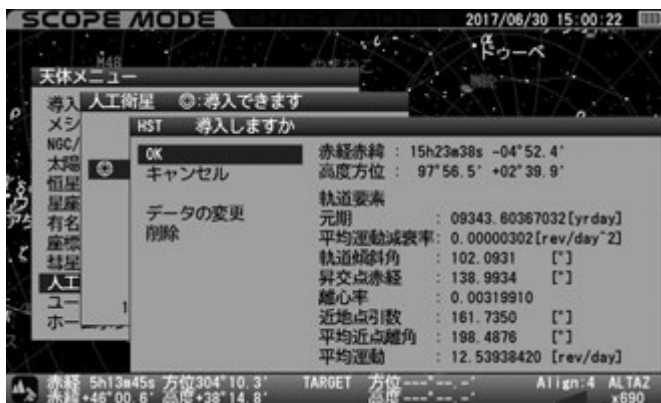 SCOPE MODE 2017/06/30 15:00:22
α
ドゥーベ
M48
天体メニュー
導入 人工衛星 ◎:導入できます
メシ
HST 導入しますか
NGC/
OK
赤経赤緯 : 15h23m38s -04°52.4'
太陽
キャンセル
高度方位 : 97°56.5' +02°39.9'
恒星
軌道要素
星座
データの変更
元期 : 09343.60367032[yrday]
有名
削除
平均運動減衰率: 0.00000302[rev/day^2]
座標
軌道傾斜角 : 102.0931 [°]
彗星
昇交点赤経 : 138.9934 [°]
人工
離心率 : 0.00319910
ユー
近地点引数 : 161.7350 [°]
ホー
平均近点離角 : 198.4876 [°]
平均運動 : 12.53938420 [rev/day]
赤経 5h13m45s 方位304°10.3' TARGET 方位---°--.-' Align:4 ALTAZ
赤緯+46°00.6' 高度+38°14.8' 高度---°--.-' x690